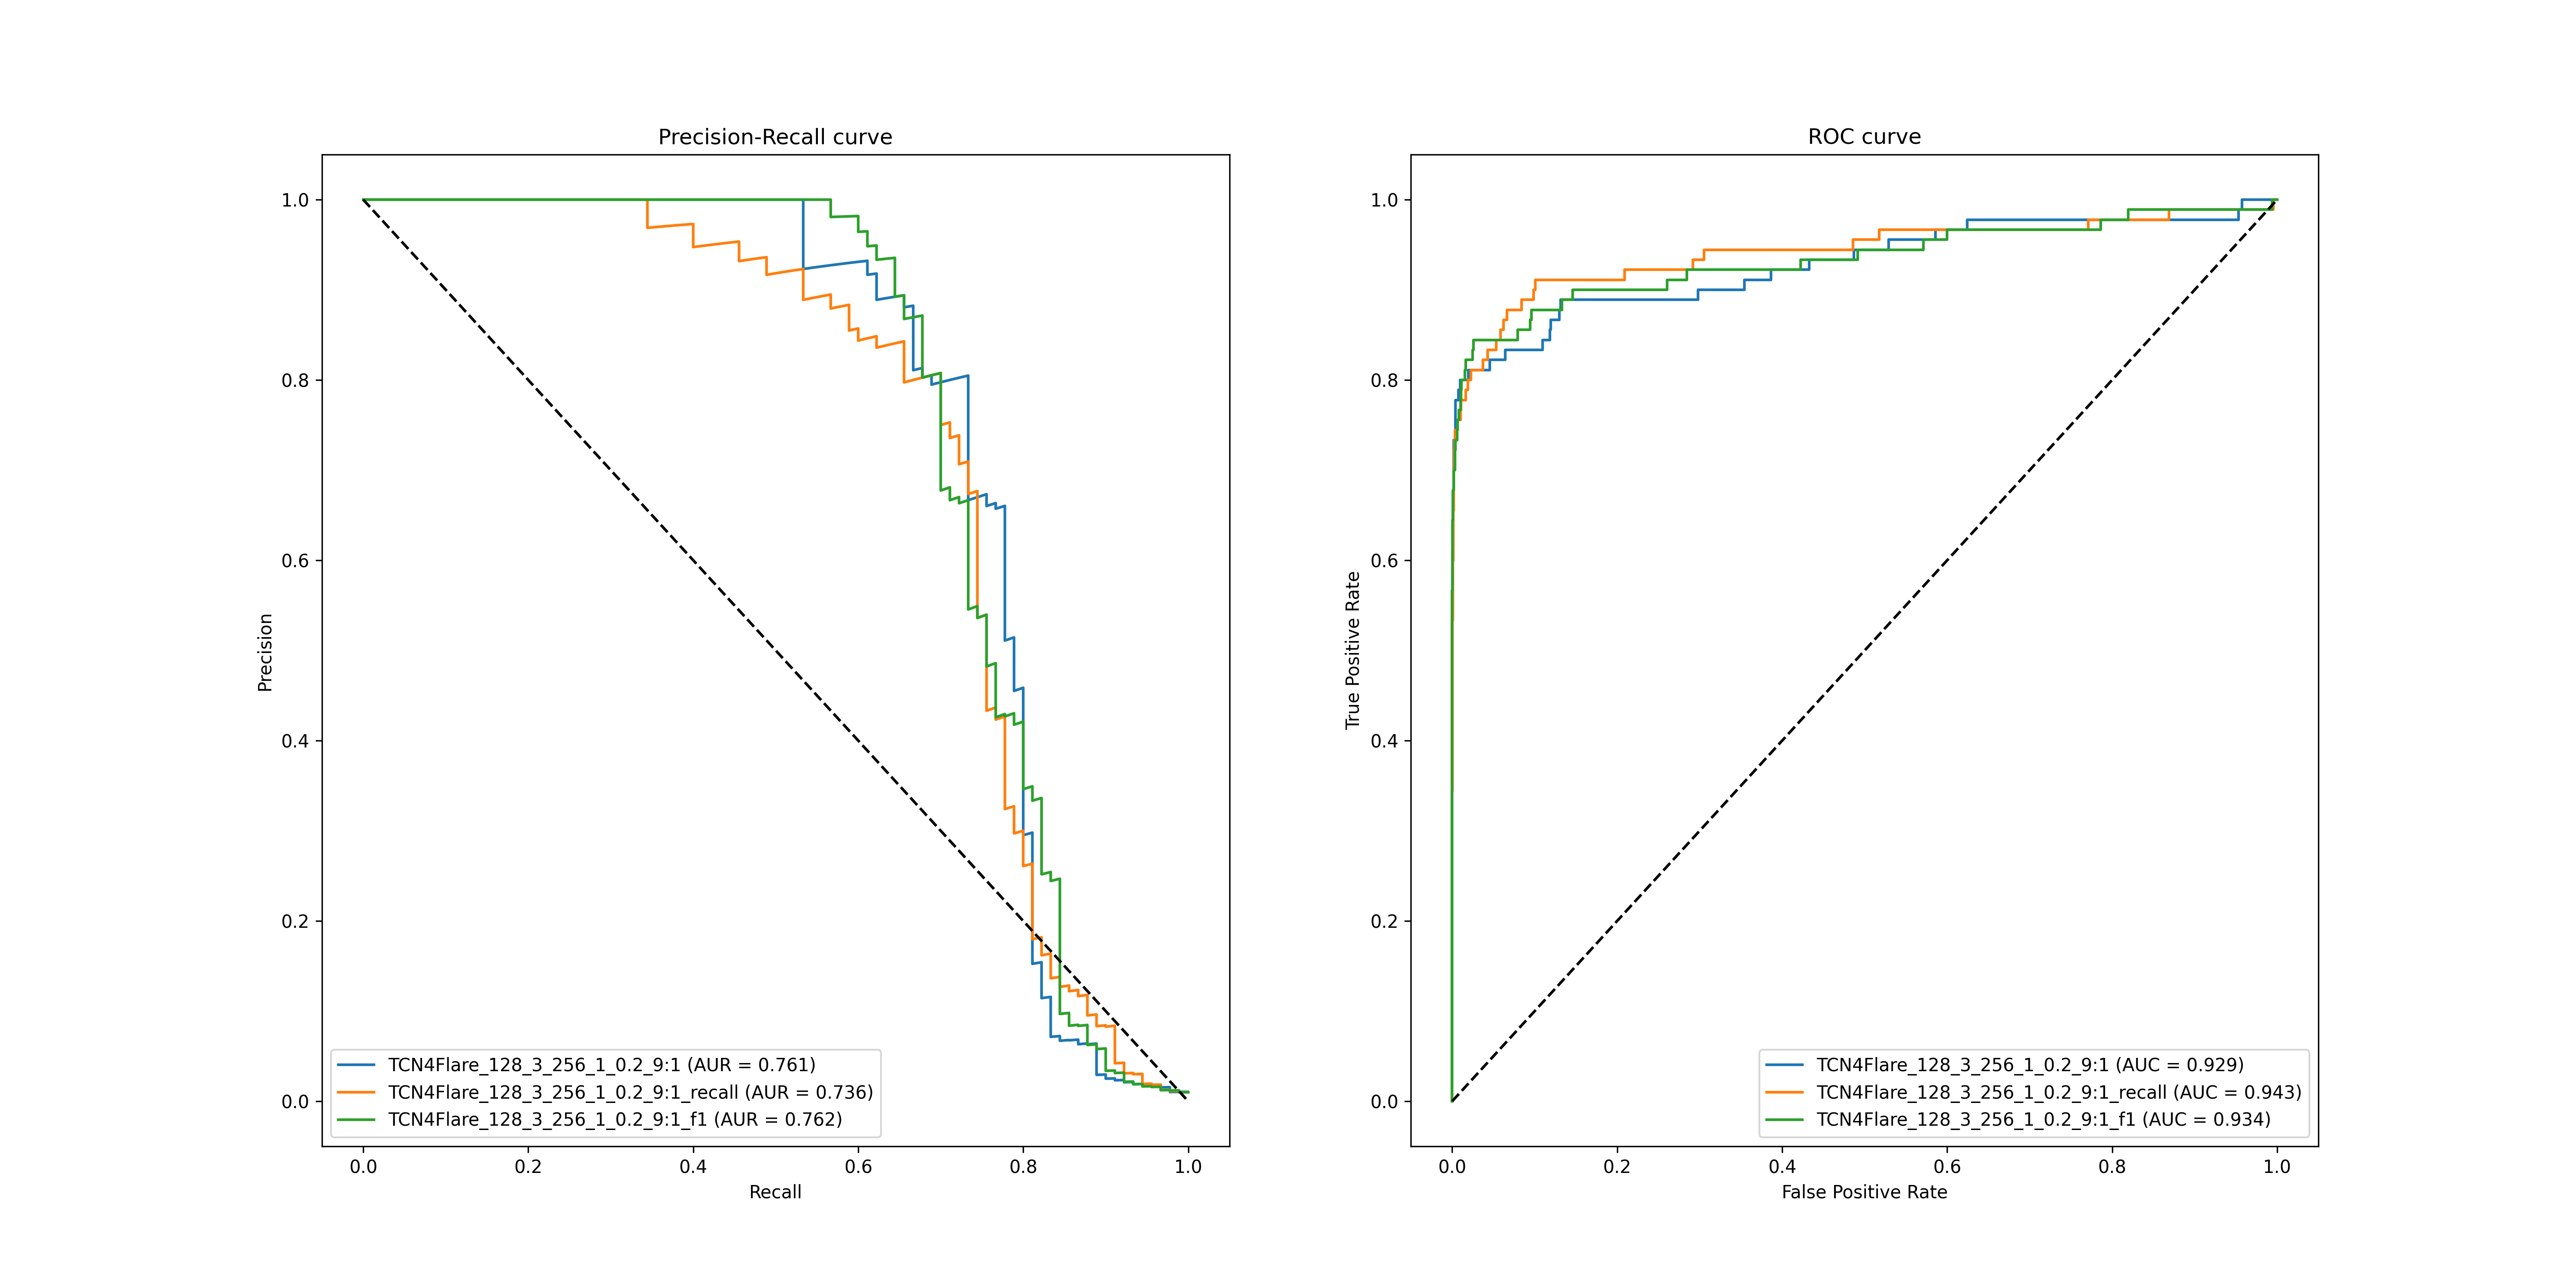 Precision-Recall curve
1.0
0.8
0.6
0.4
0.2
0.0
Precision
TCN4Flare_128_3_256_1_0.2_9:1 (AUR = 0.761)
TCN4Flare_128_3_256_1_0.2_9:1_recall (AUR = 0.736)
TCN4Flare_128_3_256_1_0.2_9:1_f1 (AUR = 0.762)
0.0 0.2 0.4 0.6 0.8 1.0
Recall
ROC curve
1.0
0.8
0.6
0.4
0.2
0.0
True Positive Rate
TCN4Flare_128_3_256_1_0.2_9:1 (AUC = 0.929)
TCN4Flare_128_3_256_1_0.2_9:1_recall (AUC = 0.943)
TCN4Flare_128_3_256_1_0.2_9:1_f1 (AUC = 0.934)
0.0 0.2 0.4 0.6 0.8 1.0
False Positive Rate